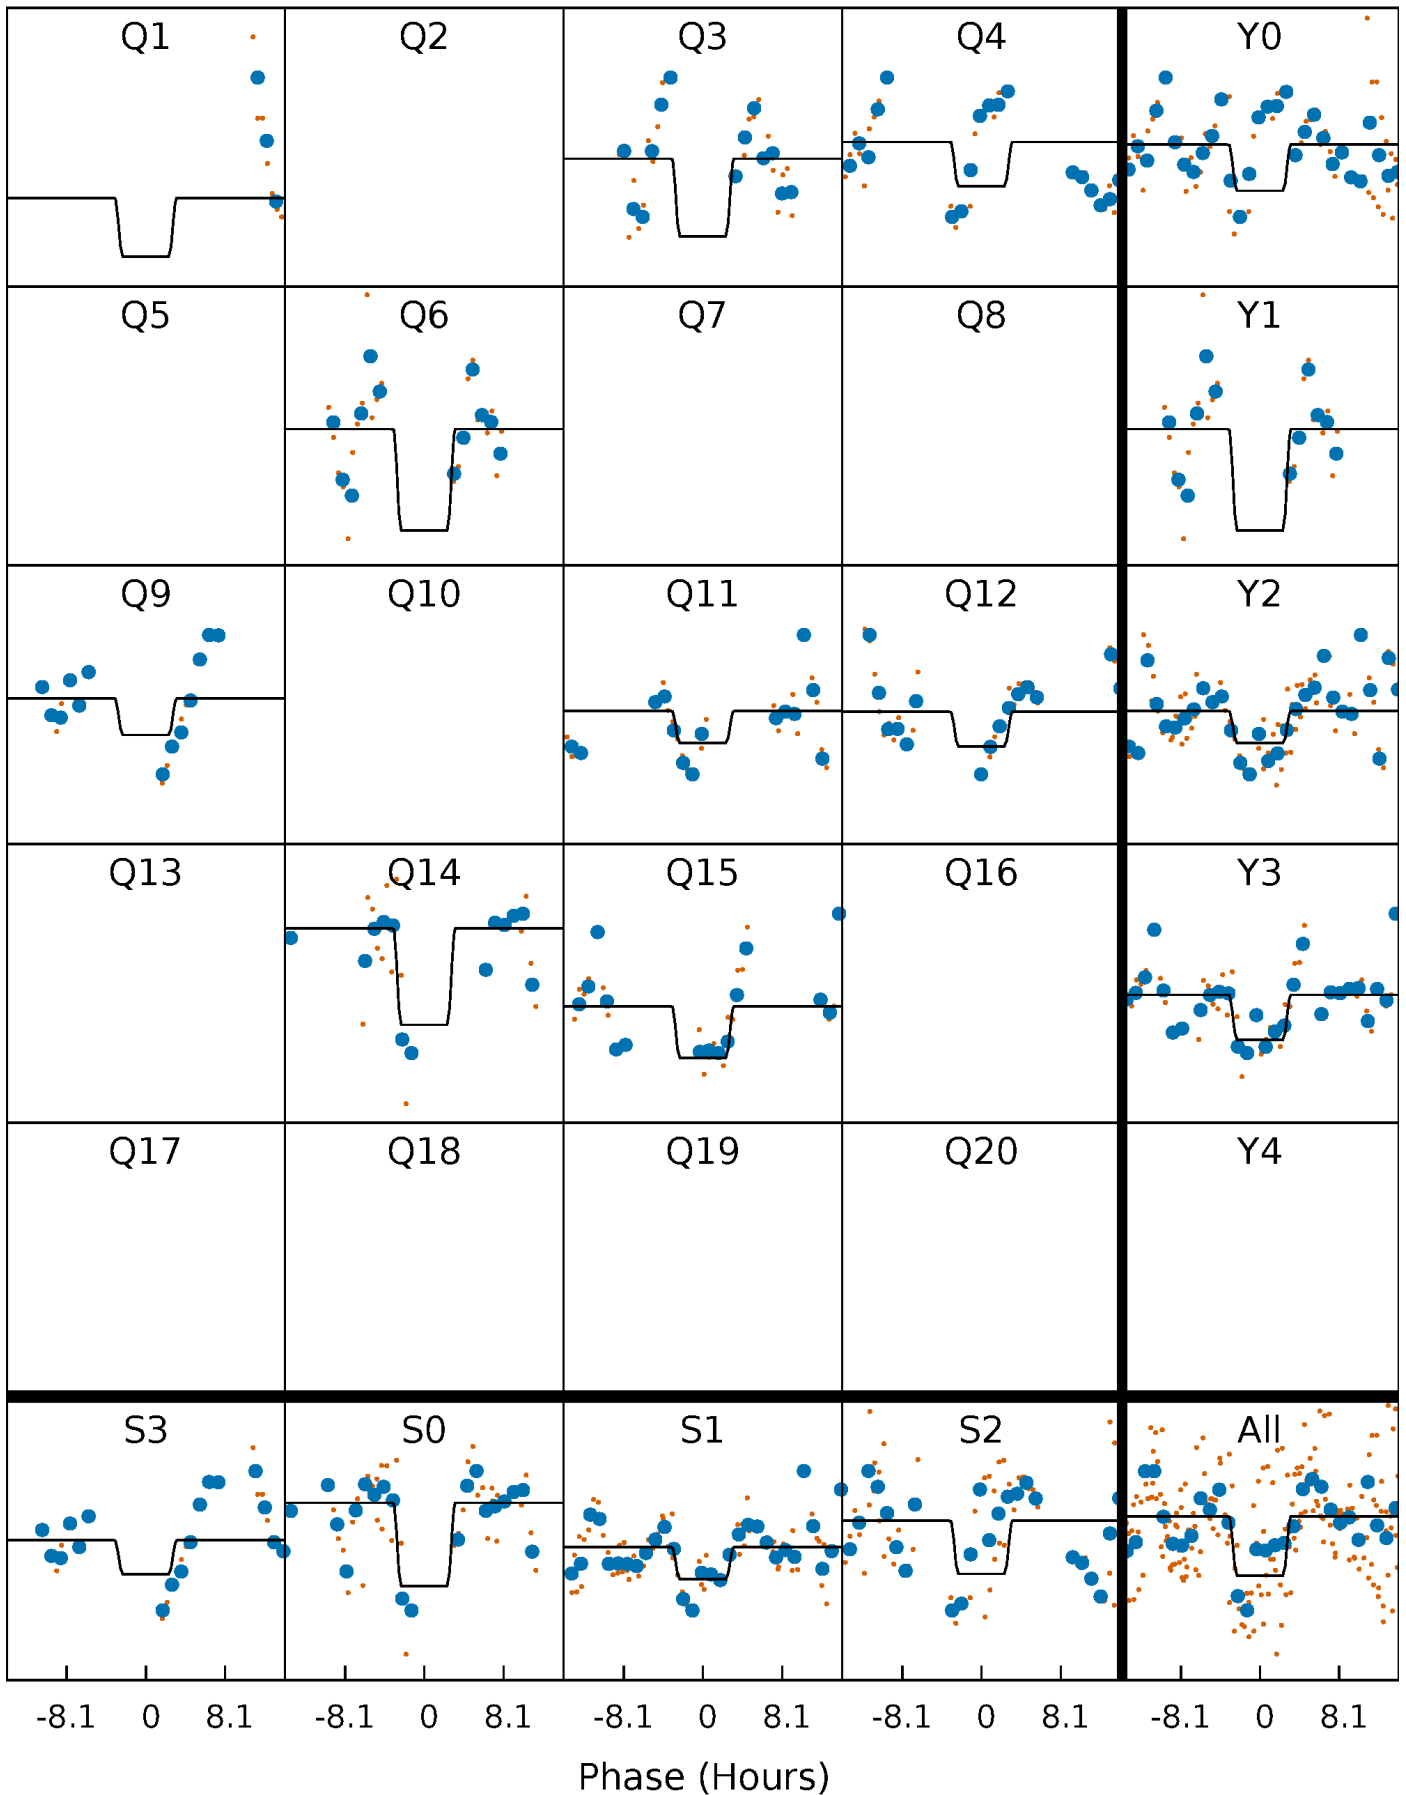 Q1 Q2 Q3 Q4 Y0
Q5 Q6 Q7 Q8 Y1
Q9 Q10 Q11 Q12 Y2
Q13 Q14 Q15 Q16 Y3
Q17 Q18 Q19 Q20 Y4
S3 S0 S1 S2 All
-8.1 0 8.1 -8.1 0 8.1 -8.1 0 8.1 -8.1 0 8.1 -8.1 0 8.1
Phase (Hours)